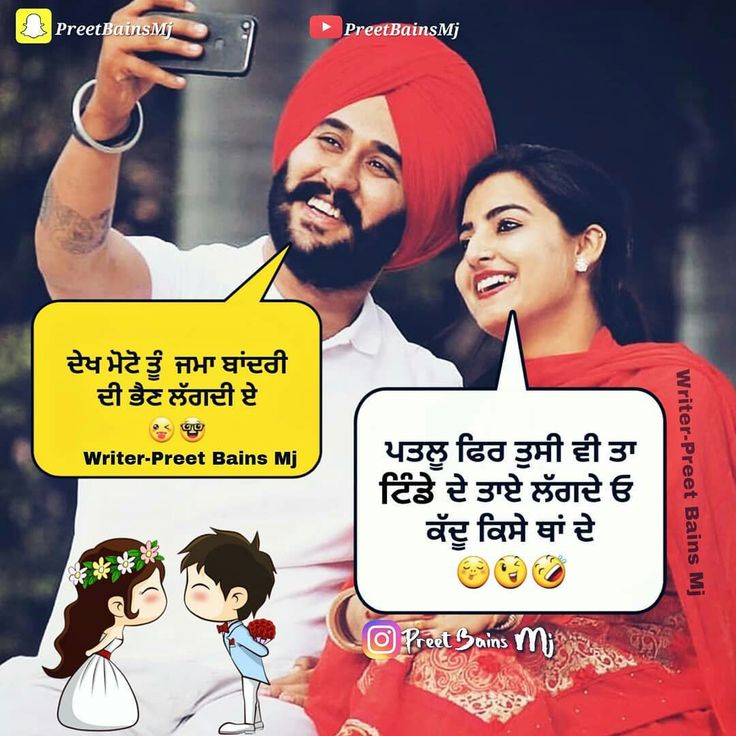 PreetBainsMj
PreetBainsMj
ਦੇਖ ਮੋਟੋ ਤੂੰ ਜਮਾ ਬਾਂਦਰੀ
ਦੀ ਭੈਣ ਲੱਗਦੀ ਏ
😜🤓
Writer-Preet Bains Mj
ਪਤਲੂ ਫਿਰ ਤੁਸੀ ਵੀ ਤਾ
ਟਿੰਡੇ ਦੇ ਤਾਏ ਲੱਗਦੇ ਓ
ਕੱਦੂ ਕਿਸੇ ਥਾਂ ਦੇ
😋😉🤣
Writer-Preet Bains Mj
Preet Bains Mj